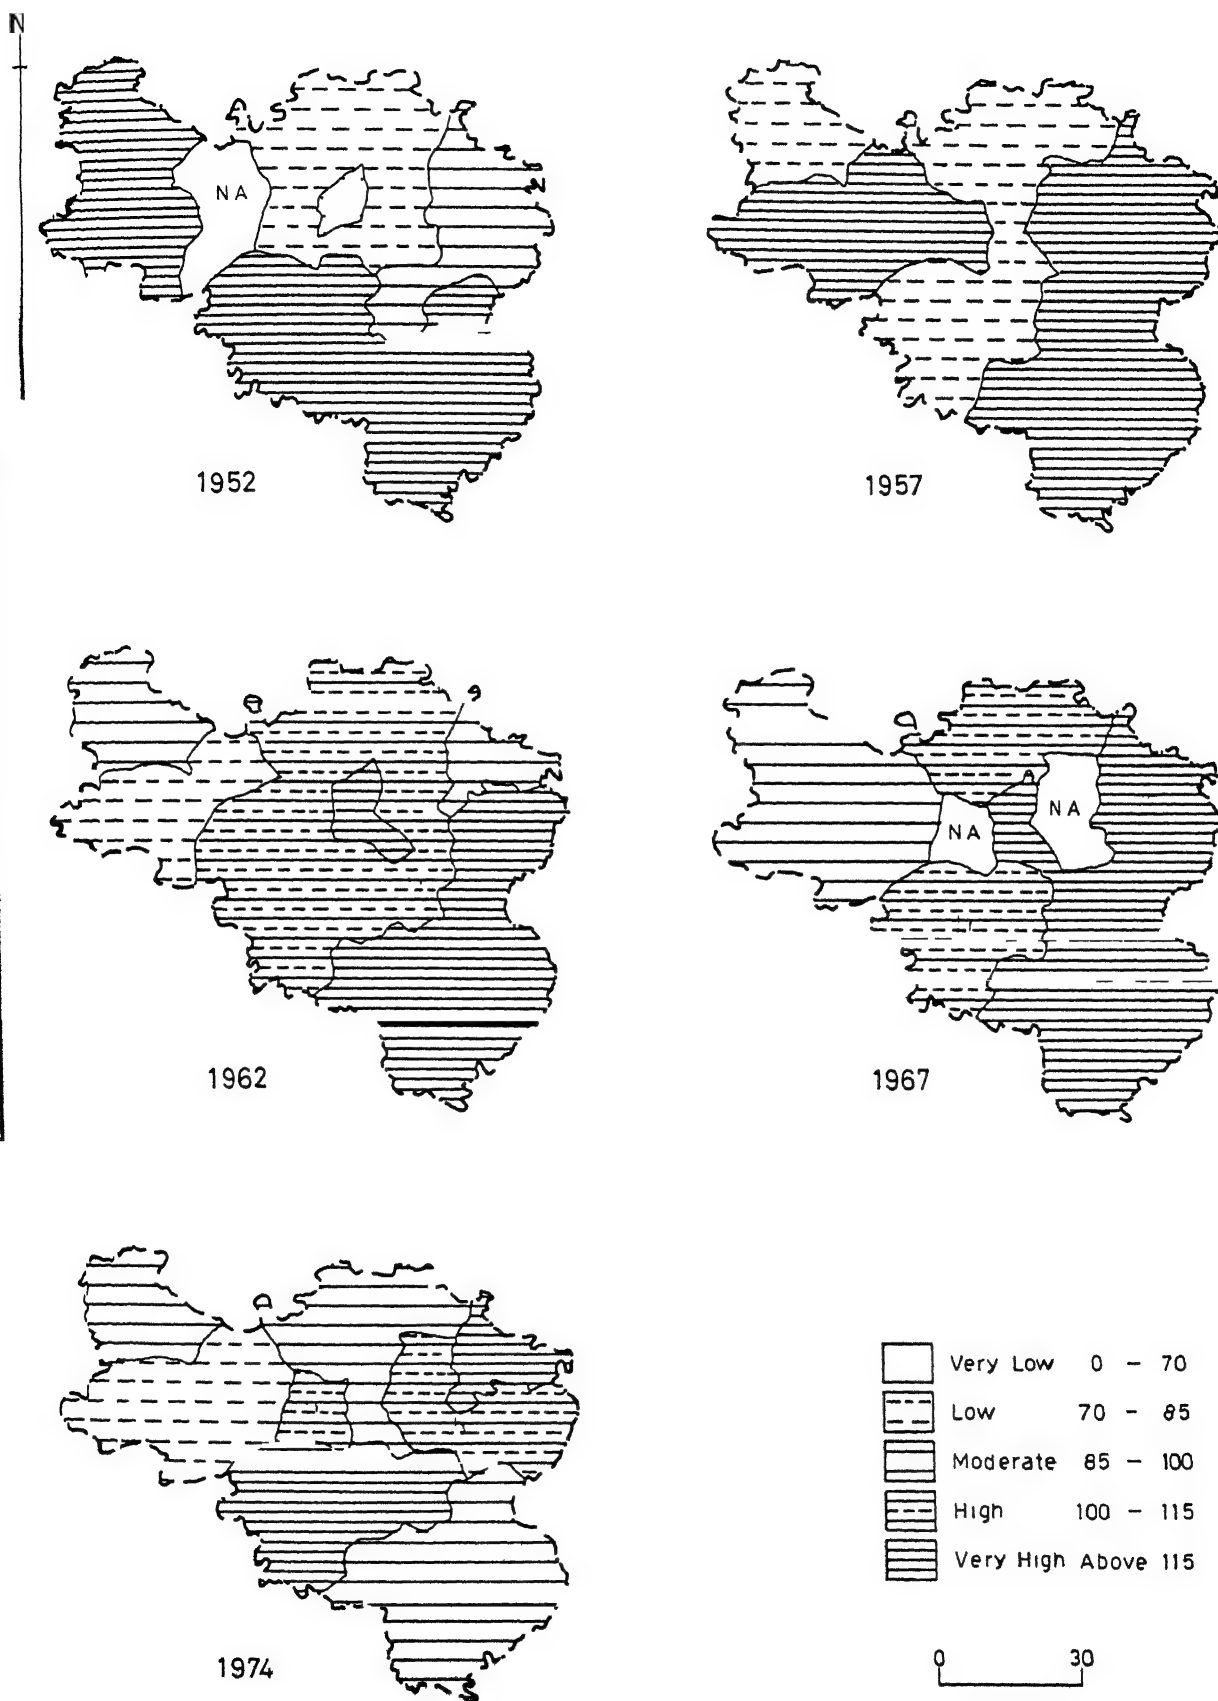 N
NA
1952
1957
1962
NA
NA
1967
1974
Very Low 0 - 70
Low 70 - 85
Moderate 85 - 100
High 100 - 115
Very High Above 115
0 30